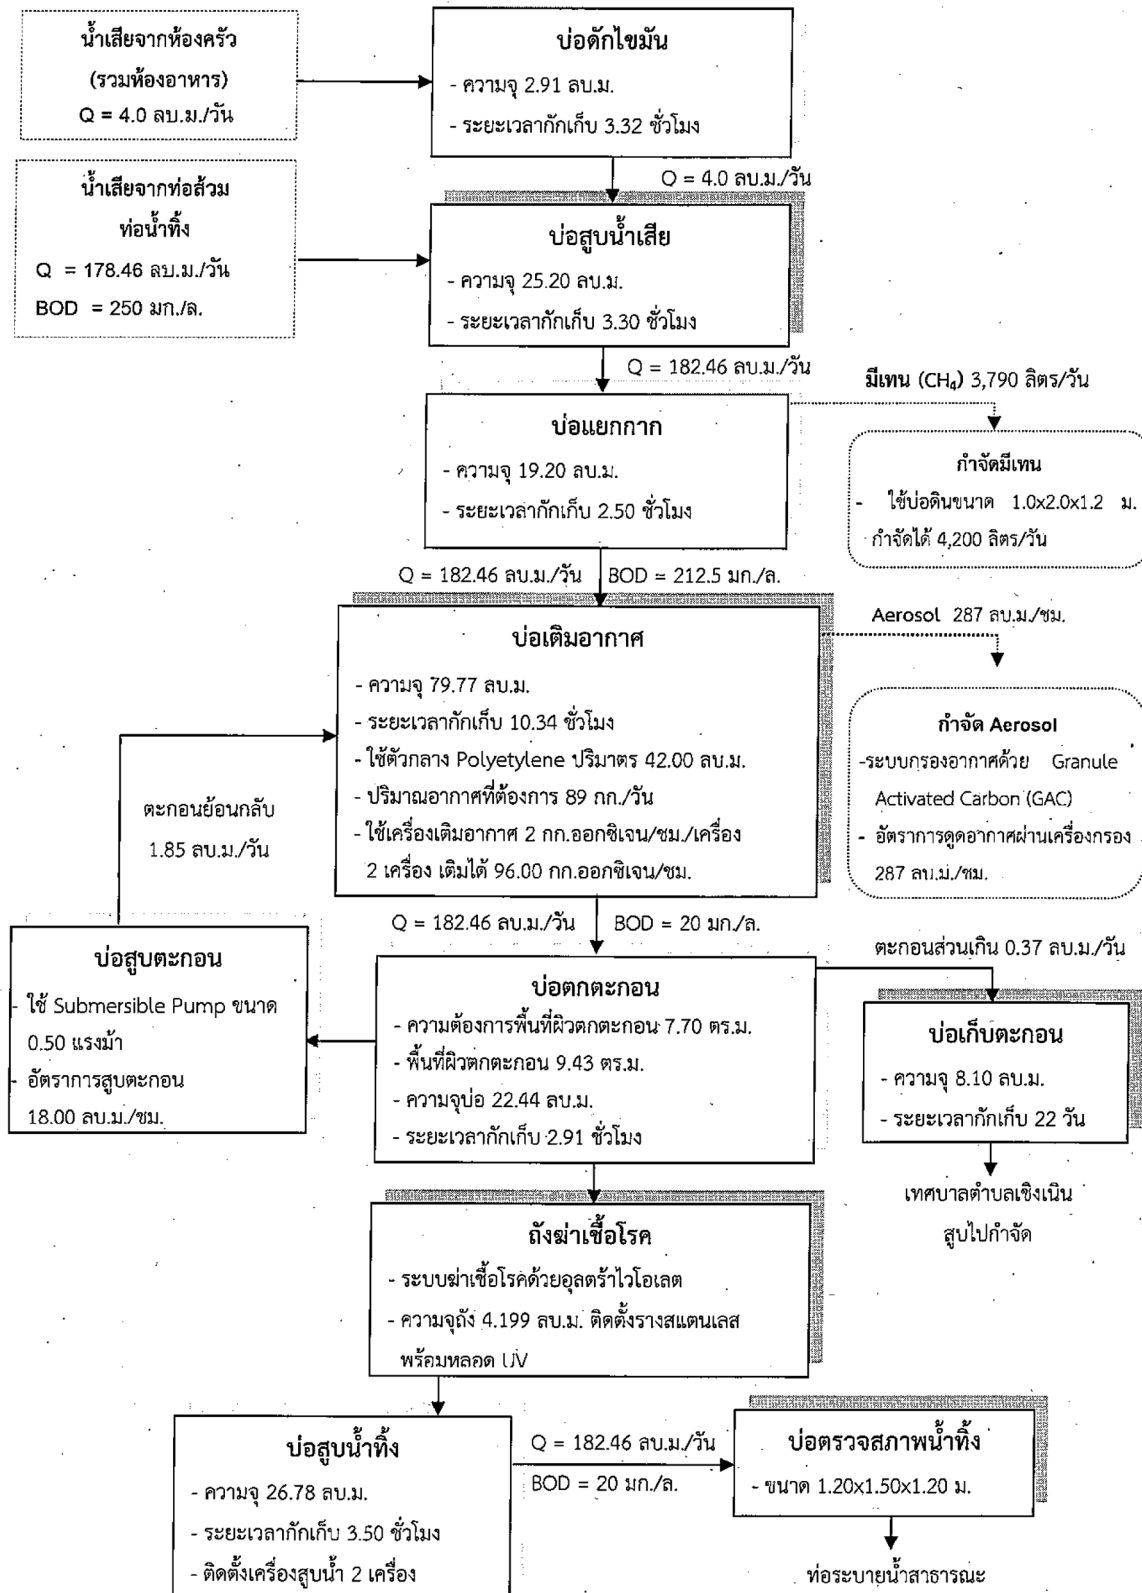 น้ำเสียจากห้องครัว
(รวมห้องอาหาร)
Q = 4.0 ลบ.ม./วัน
บ่อดักไขมัน
- ความจุ 2.91 ลบ.ม.
- ระยะเวลากักเก็บ 3.32 ชั่วโมง
Q = 4.0 ลบ.ม./วัน
น้ำเสียจากท่อส้วม
ท่อน้ำทิ้ง
Q = 178.46 ลบ.ม./วัน
BOD = 250 มก./ล.
บ่อสูบน้ำเสีย
- ความจุ 25.20 ลบ.ม.
- ระยะเวลากักเก็บ 3.30 ชั่วโมง
Q = 182.46 ลบ.ม./วัน
บ่อแยกกาก
- ความจุ 19.20 ลบ.ม.
- ระยะเวลากักเก็บ 2.50 ชั่วโมง
มีเทน (CH₄) 3,790 ลิตร/วัน
กำจัดมีเทน
- ใช้บ่อดินขนาด 1.0x2.0x1.2 ม.
กำจัดได้ 4,200 ลิตร/วัน
Q = 182.46 ลบ.ม./วัน BOD = 212.5 มก./ล.
บ่อเติมอากาศ
- ความจุ 79.77 ลบ.ม.
- ระยะเวลากักเก็บ 10.34 ชั่วโมง
- ใช้ตัวกลาง Polyetylene ปริมาตร 42.00 ลบ.ม.
- ปริมาณอากาศที่ต้องการ 89 กก./วัน
- ใช้เครื่องเติมอากาศ 2 กก.ออกซิเจน/ชม./เครื่อง
2 เครื่อง เติมได้ 96.00 กก.ออกซิเจน/ชม.
Aerosol 287 ลบ.ม./ชม.
กำจัด Aerosol
-ระบบกรองอากาศด้วย Granule
Activated Carbon (GAC)
- อัตราการดูดอากาศผ่านเครื่องกรอง
287 ลบ.ม./ชม.
ตะกอนย้อนกลับ
1.85 ลบ.ม./วัน
Q = 182.46 ลบ.ม./วัน BOD = 20 มก./ล.
บ่อสูบตะกอน
- ใช้ Submersible Pump ขนาด
0.50 แรงม้า
- อัตราการสูบตะกอน
18.00 ลบ.ม./ชม.
บ่อตกตะกอน
- ความต้องการพื้นที่ผิวตกตะกอน 7.70 ตร.ม.
- พื้นที่ผิวตกตะกอน 9.43 ตร.ม.
- ความจุบ่อ 22.44 ลบ.ม.
- ระยะเวลากักเก็บ 2.91 ชั่วโมง
ตะกอนส่วนเกิน 0.37 ลบ.ม./วัน
บ่อเก็บตะกอน
- ความจุ 8.10 ลบ.ม.
- ระยะเวลากักเก็บ 22 วัน
เทศบาลตำบลเชิงเนิน
สูบไปกำจัด
ถังฆ่าเชื้อโรค
- ระบบฆ่าเชื้อโรคด้วยอุลตร้าไวโอเลต
- ความจุถัง 4.199 ลบ.ม. ติดตั้งรางสแตนเลส
พร้อมหลอด UV
บ่อสูบน้ำทิ้ง
- ความจุ 26.78 ลบ.ม.
- ระยะเวลากักเก็บ 3.50 ชั่วโมง
- ติดตั้งเครื่องสูบน้ำ 2 เครื่อง
Q = 182.46 ลบ.ม./วัน
BOD = 20 มก./ล.
บ่อตรวจสภาพน้ำทิ้ง
- ขนาด 1.20x1.50x1.20 ม.
ท่อระบายน้ำสาธารณะ